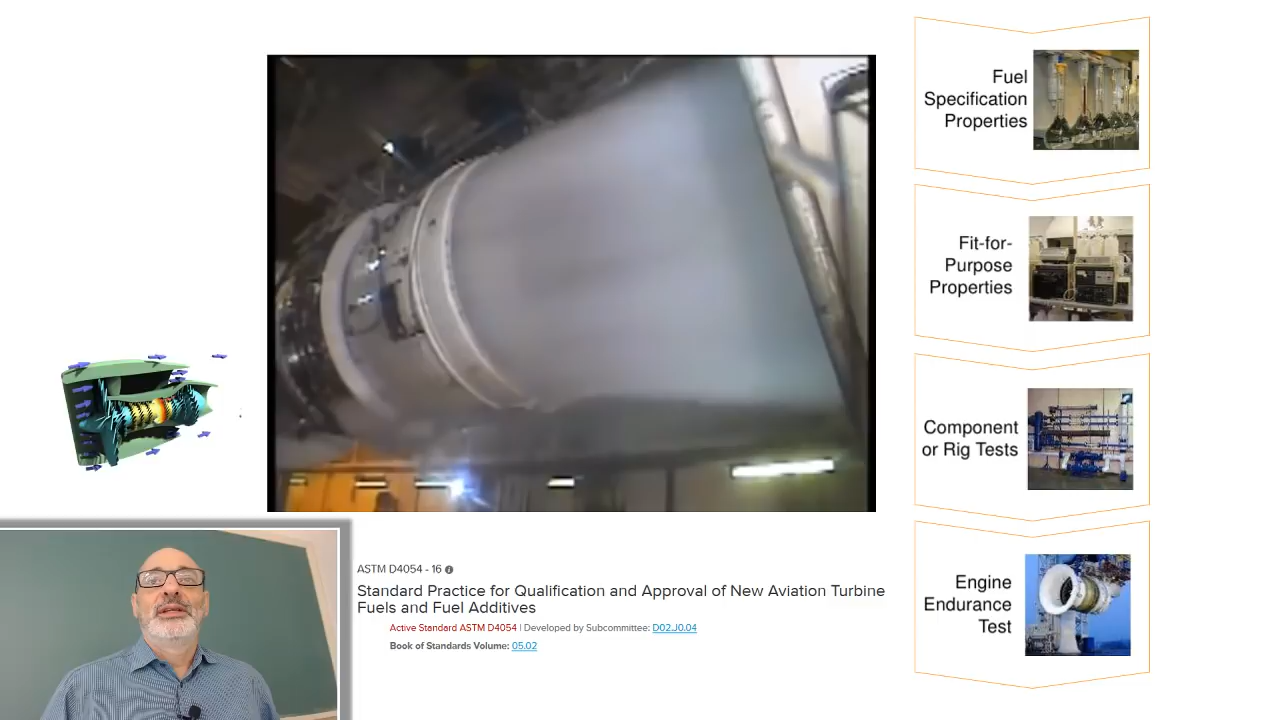 Fuel
Specification
Properties
Fit-for-
Purpose
Properties
Component
or Rig Tests
Engine
Endurance
Test
ASTM D4054 - 16
Standard Practice for Qualification and Approval of New Aviation Turbine
Fuels and Fuel Additives
Active Standard ASTM D4054 | Developed by Subcommittee: D02.J0.04
Book of Standards Volume: 05.02